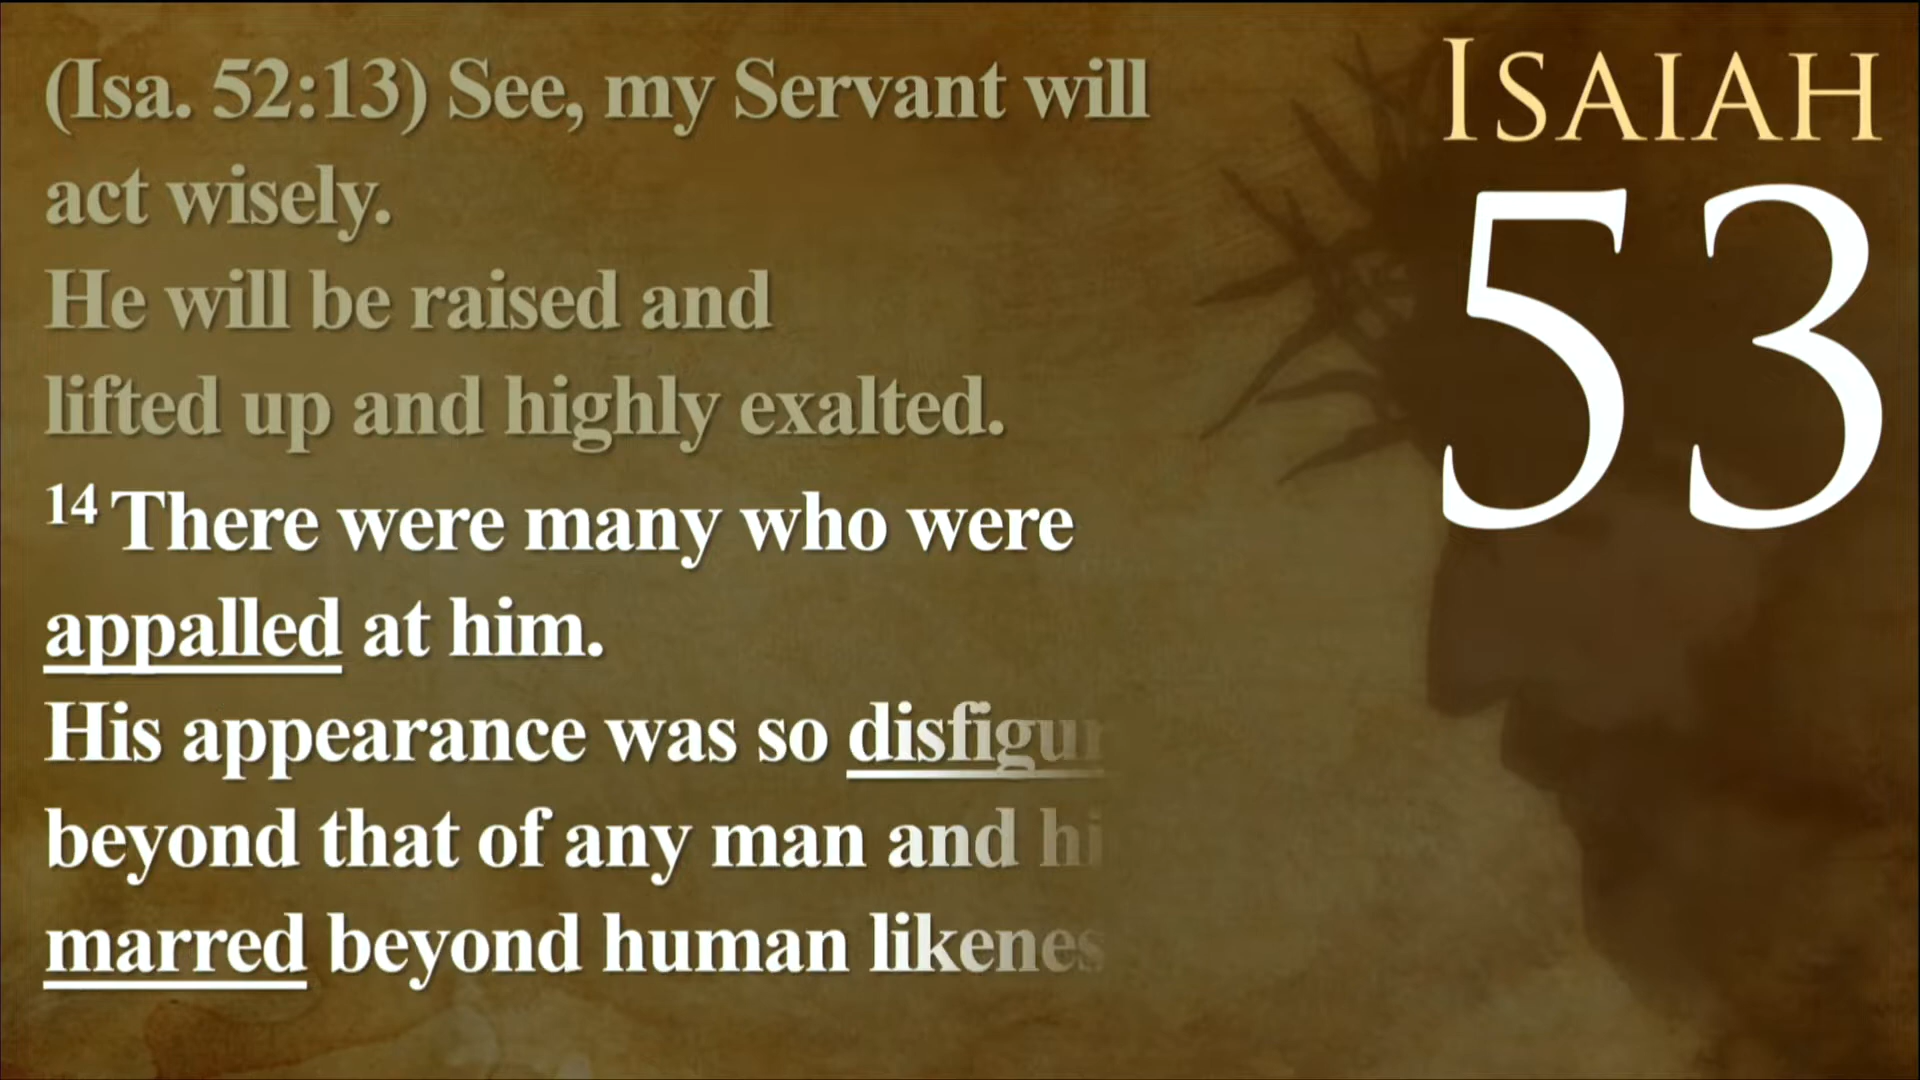 (Isa. 52:13) See, my Servant will
act wisely.
He will be raised and
lifted up and highly exalted.
14 There were many who were
appalled at him.
His appearance was so
beyond that of any man and
marred beyond human
ISAIAH
53